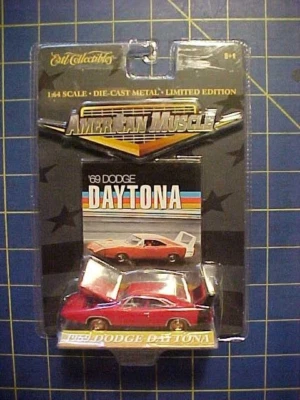 Ertl Collectibles
1:64 SCALE • DIE-CAST METAL • LIMITED EDITION
AMERICAN MUSCLE
'69 DODGE
DAYTONA
1969 DODGE DAYTONA